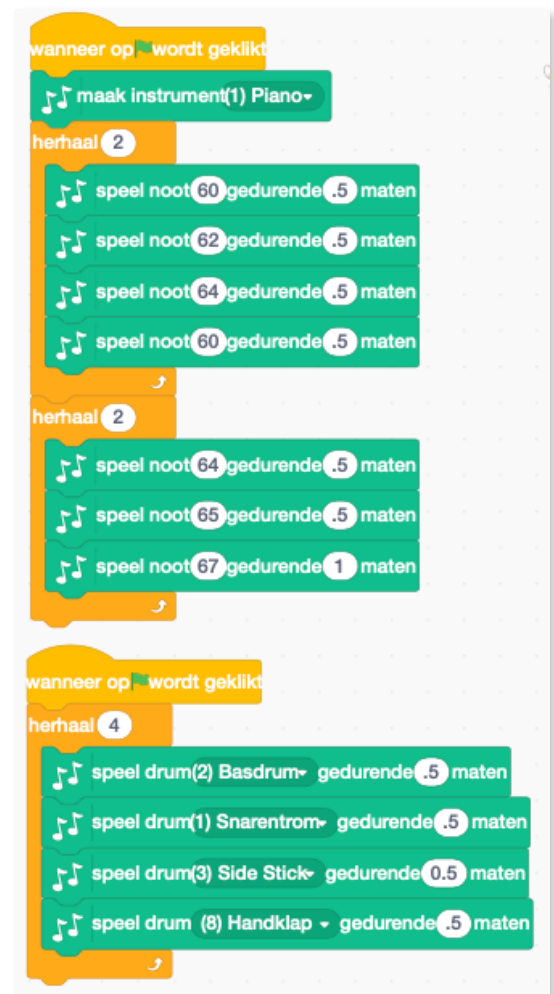 wanneer op wordt geklikt
maak instrument (1) Piano
herhaal 2
speel noot 60 gedurende .5 maten
speel noot 62 gedurende .5 maten
speel noot 64 gedurende .5 maten
speel noot 60 gedurende .5 maten
herhaal 2
speel noot 64 gedurende .5 maten
speel noot 65 gedurende .5 maten
speel noot 67 gedurende 1 maten
wanneer op wordt geklikt
herhaal 4
speel drum (2) Basdrum gedurende .5 maten
speel drum (1) Snarentrom gedurende .5 maten
speel drum (3) Side Stick gedurende 0.5 maten
speel drum (8) Handklap gedurende .5 maten